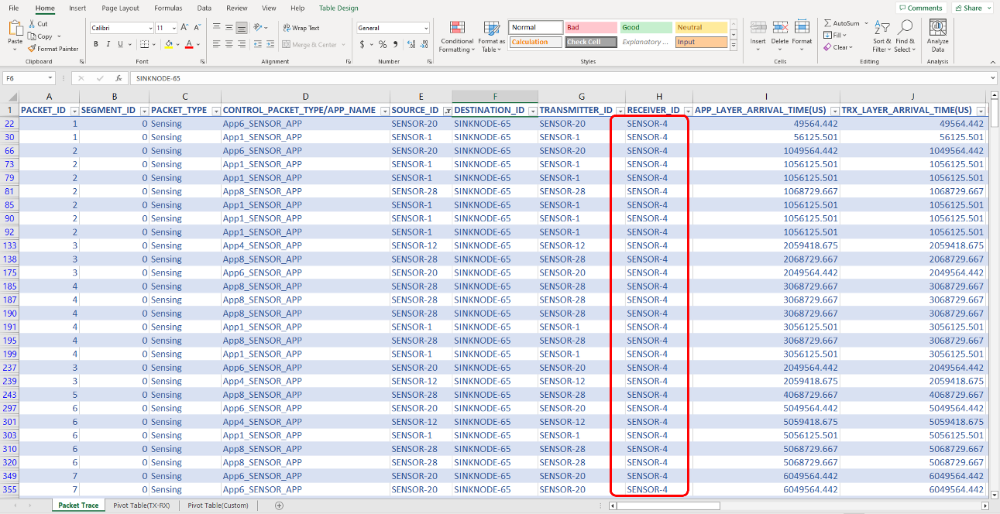 File Home Insert Page Layout Formulas Data Review View Help Table Design Comments Share
Paste Cut Calibri 11 A A Wrap Text General Conditional Formatting Format as Table Normal Bad Good Neutral Insert Delete Format AutoSum Sort & Filter Find & Select Analyze Data
Copy B I U A Merge & Center $ % Calculation Check Cell Explanatory ... Input Fill
Format Painter Clear
Clipboard Font Alignment Number Styles Cells Editing Analysis
F6 fx SINKNODE-65
A B C D E F G H I J
1 PACKET_ID SEGMENT_ID PACKET_TYPE CONTROL_PACKET_TYPE/APP_NAME SOURCE_ID DESTINATION_ID TRANSMITTER_ID RECEIVER_ID APP_LAYER_ARRIVAL_TIME(US) TRX_LAYER_ARRIVAL_TIME(US)
22 1 0 Sensing App6_SENSOR_APP SENSOR-20 SINKNODE-65 SENSOR-20 SENSOR-4 49564.442 49564.442
30 1 0 Sensing App1_SENSOR_APP SENSOR-1 SINKNODE-65 SENSOR-1 SENSOR-4 56125.501 56125.501
66 2 0 Sensing App6_SENSOR_APP SENSOR-20 SINKNODE-65 SENSOR-20 SENSOR-4 1049564.442 1049564.442
73 2 0 Sensing App1_SENSOR_APP SENSOR-1 SINKNODE-65 SENSOR-1 SENSOR-4 1056125.501 1056125.501
79 2 0 Sensing App1_SENSOR_APP SENSOR-1 SINKNODE-65 SENSOR-1 SENSOR-4 1056125.501 1056125.501
81 2 0 Sensing App8_SENSOR_APP SENSOR-28 SINKNODE-65 SENSOR-28 SENSOR-4 1068729.667 1068729.667
85 2 0 Sensing App1_SENSOR_APP SENSOR-1 SINKNODE-65 SENSOR-1 SENSOR-4 1056125.501 1056125.501
90 2 0 Sensing App1_SENSOR_APP SENSOR-1 SINKNODE-65 SENSOR-1 SENSOR-4 1056125.501 1056125.501
92 2 0 Sensing App1_SENSOR_APP SENSOR-1 SINKNODE-65 SENSOR-1 SENSOR-4 1056125.501 1056125.501
133 3 0 Sensing App4_SENSOR_APP SENSOR-12 SINKNODE-65 SENSOR-12 SENSOR-4 2059418.675 2059418.675
138 3 0 Sensing App8_SENSOR_APP SENSOR-28 SINKNODE-65 SENSOR-28 SENSOR-4 2068729.667 2068729.667
175 3 0 Sensing App6_SENSOR_APP SENSOR-20 SINKNODE-65 SENSOR-20 SENSOR-4 2049564.442 2049564.442
185 4 0 Sensing App8_SENSOR_APP SENSOR-28 SINKNODE-65 SENSOR-28 SENSOR-4 3068729.667 3068729.667
187 4 0 Sensing App8_SENSOR_APP SENSOR-28 SINKNODE-65 SENSOR-28 SENSOR-4 3068729.667 3068729.667
190 4 0 Sensing App8_SENSOR_APP SENSOR-28 SINKNODE-65 SENSOR-28 SENSOR-4 3068729.667 3068729.667
191 4 0 Sensing App1_SENSOR_APP SENSOR-1 SINKNODE-65 SENSOR-1 SENSOR-4 3056125.501 3056125.501
195 4 0 Sensing App8_SENSOR_APP SENSOR-28 SINKNODE-65 SENSOR-28 SENSOR-4 3068729.667 3068729.667
199 4 0 Sensing App1_SENSOR_APP SENSOR-1 SINKNODE-65 SENSOR-1 SENSOR-4 3056125.501 3056125.501
237 3 0 Sensing App6_SENSOR_APP SENSOR-20 SINKNODE-65 SENSOR-20 SENSOR-4 2049564.442 2049564.442
239 3 0 Sensing App4_SENSOR_APP SENSOR-12 SINKNODE-65 SENSOR-12 SENSOR-4 2059418.675 2059418.675
243 5 0 Sensing App8_SENSOR_APP SENSOR-28 SINKNODE-65 SENSOR-28 SENSOR-4 4068729.667 4068729.667
297 6 0 Sensing App6_SENSOR_APP SENSOR-20 SINKNODE-65 SENSOR-20 SENSOR-4 5049564.442 5049564.442
301 6 0 Sensing App4_SENSOR_APP SENSOR-12 SINKNODE-65 SENSOR-12 SENSOR-4 5059418.675 5059418.675
303 6 0 Sensing App1_SENSOR_APP SENSOR-1 SINKNODE-65 SENSOR-1 SENSOR-4 5056125.501 5056125.501
310 6 0 Sensing App8_SENSOR_APP SENSOR-28 SINKNODE-65 SENSOR-28 SENSOR-4 5068729.667 5068729.667
320 6 0 Sensing App8_SENSOR_APP SENSOR-28 SINKNODE-65 SENSOR-28 SENSOR-4 5068729.667 5068729.667
349 7 0 Sensing App6_SENSOR_APP SENSOR-20 SINKNODE-65 SENSOR-20 SENSOR-4 6049564.442 6049564.442
355 7 0 Sensing App6_SENSOR_APP SENSOR-20 SINKNODE-65 SENSOR-20 SENSOR-4 6049564.442 6049564.442
Packet Trace Pivot Table(TX-RX) Pivot Table(Custom)